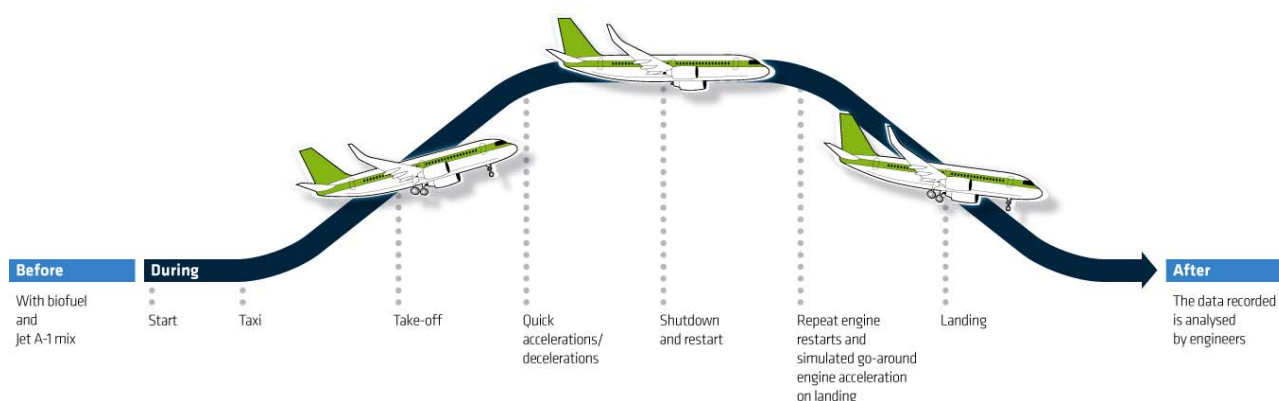 Before
With biofuel
and
Jet A-1 mix
During
Start
Taxi
Take-off
Quick
accelerations/
decelerations
Shutdown
and restart
Repeat engine
restarts and
simulated go-around
engine acceleration
on landing
Landing
After
The data recorded
is analysed
by engineers